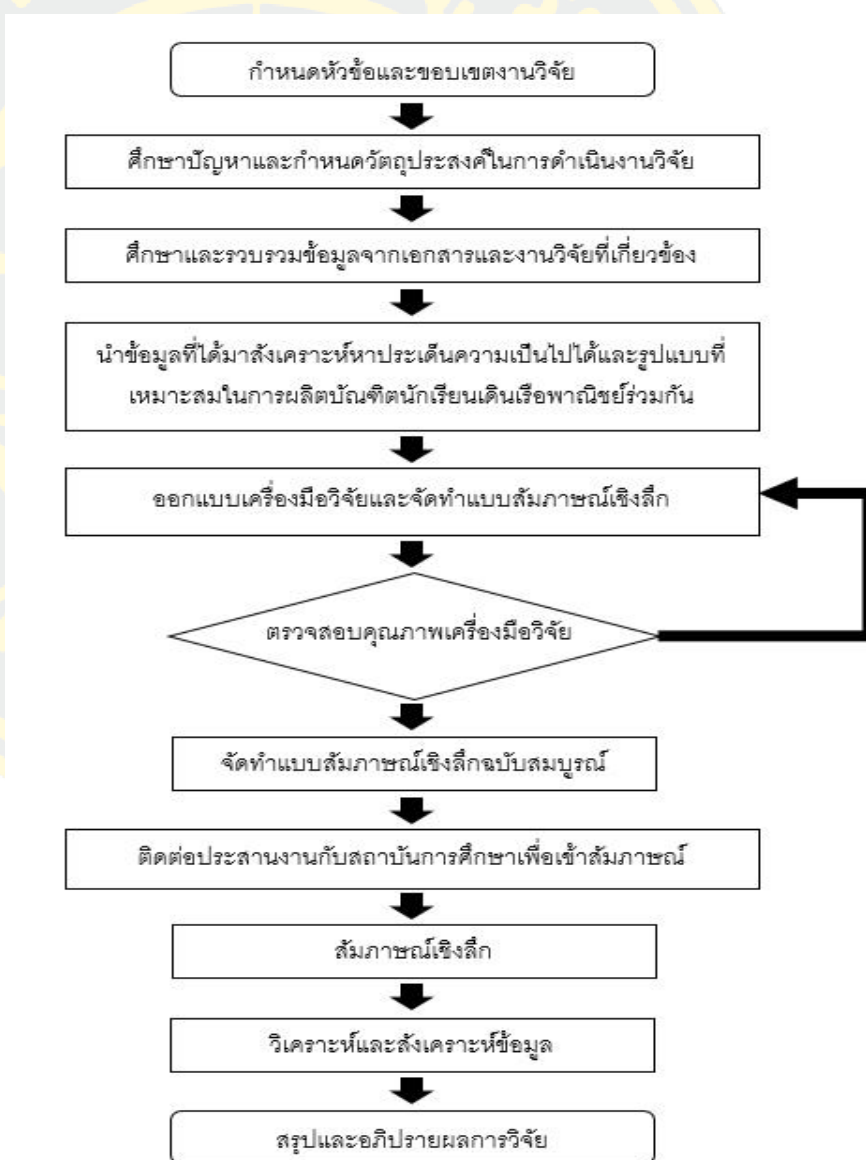 กำหนดหัวข้อและขอบเขตงานวิจัย
ศึกษาปัญหาและกำหนดวัตถุประสงค์ในการดำเนินงานวิจัย
ศึกษาและรวบรวมข้อมูลจากเอกสารและงานวิจัยที่เกี่ยวข้อง
นำข้อมูลที่ได้มาสังเคราะห์หาประเด็นความเป็นไปได้และรูปแบบที่
เหมาะสมในการผลิตบัณฑิตนักเรียนเดินเรือพาณิชย์ร่วมกัน
ออกแบบเครื่องมือวิจัยและจัดทำแบบสัมภาษณ์เชิงลึก
ตรวจสอบคุณภาพเครื่องมือวิจัย
จัดทำแบบสัมภาษณ์เชิงลึกฉบับสมบูรณ์
ติดต่อประสานงานกับสถาบันการศึกษาเพื่อเข้าสัมภาษณ์
สัมภาษณ์เชิงลึก
วิเคราะห์และสังเคราะห์ข้อมูล
สรุปและอภิปรายผลการวิจัย